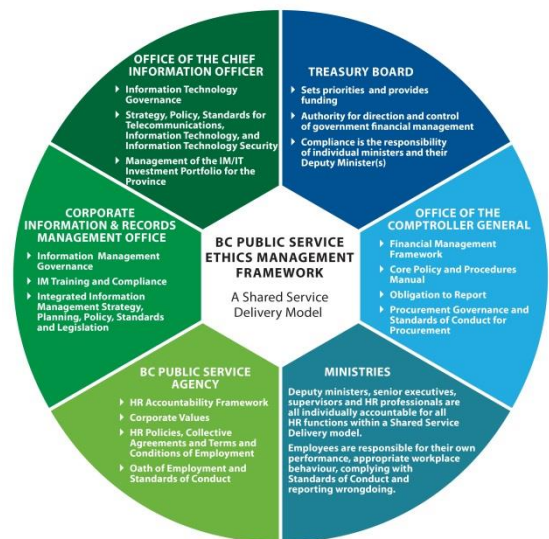 OFFICE OF THE CHIEF
INFORMATION OFFICER
Information Technology
Governance
Strategy, Policy, Standards for
Telecommunications,
Information Technology, and
Information Technology Security
Management of the IM/IT
Investment Portfolio for the
Province
TREASURY BOARD
Sets priorities and provides
funding
Authority for direction and control
of government financial management
Compliance is the responsibility
of individual ministers and their
Deputy Minister(s)
CORPORATE
INFORMATION & RECORDS
MANAGEMENT OFFICE
Information Management
Governance
IM Training and Compliance
Integrated Information
Management Strategy,
Planning, Policy, Standards
and Legislation
BC PUBLIC SERVICE
ETHICS MANAGEMENT
FRAMEWORK
A Shared Service
Delivery Model
OFFICE OF THE
COMPTROLLER GENERAL
Financial Management
Framework
Core Policy and Procedures
Manual
Obligation to Report
Procurement Governance and
Standards of Conduct for
Procurement
BC PUBLIC SERVICE
AGENCY
HR Accountability Framework
Corporate Values
HR Policies, Collective
Agreements and Terms and
Conditions of Employment
Oath of Employment and
Standards of Conduct
MINISTRIES
Deputy ministers, senior executives,
supervisors and HR professionals are
all individually accountable for all
HR functions within a Shared Service
Delivery model.
Employees are responsible for their own
performance, appropriate workplace
behaviour, complying with
Standards of Conduct and
reporting wrongdoing.